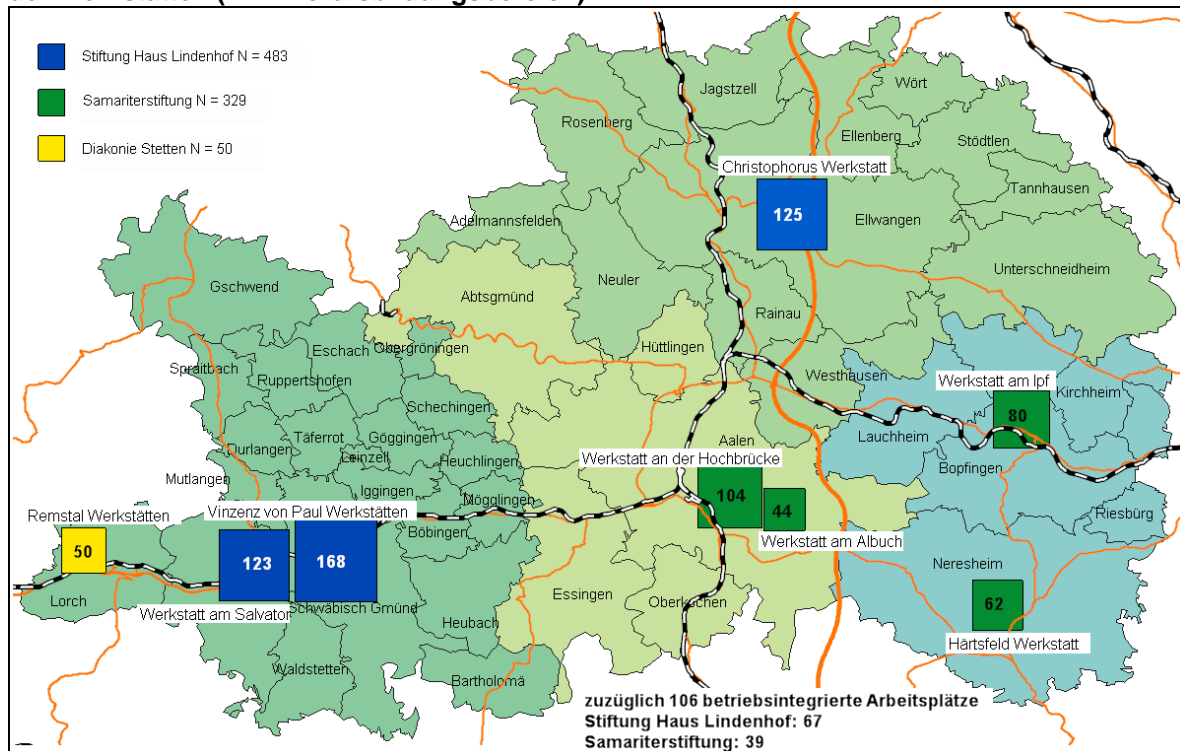 Stiftung Haus Lindenhof N = 483
Samariterstiftung N = 329
Diakonie Stetten N = 50
Jagstzell
Wört
Rosenberg
Ellenberg
Stödtlen
Christophorus Werkstatt
Tannhausen
125
Ellwangen
Adelmannsfelden
Unterschneidheim
Neuler
Gschwend
Abtsgmünd
Rainau
Eschach
Obergröningen
Hüttlingen
Spraitbach
Ruppertshofen
Westhausen
Werkstatt am Ipf
Kirchheim
Schechingen
80
Täferrot
Göggingen
Durlangen
Leinzell
Heuchlingen
Aalen
Lauchheim
Werkstatt an der Hochbrücke
Bopfingen
Mutlangen
Iggingen
Mögglingen
104
44
Riesbürg
Remstal Werkstätten
Vinzenz von Paul Werkstätten
Böbingen
Werkstatt am Albuch
50
123
168
Neresheim
Essingen
Oberkochen
62
Lorch
Werkstatt am Salvator
Schwäbisch Gmünd
Heubach
Härtsfeld Werkstatt
Waldstetten
Bartholomä
zuzüglich 106 betriebsintegrierte Arbeitsplätze
Stiftung Haus Lindenhof: 67
Samariterstiftung: 39